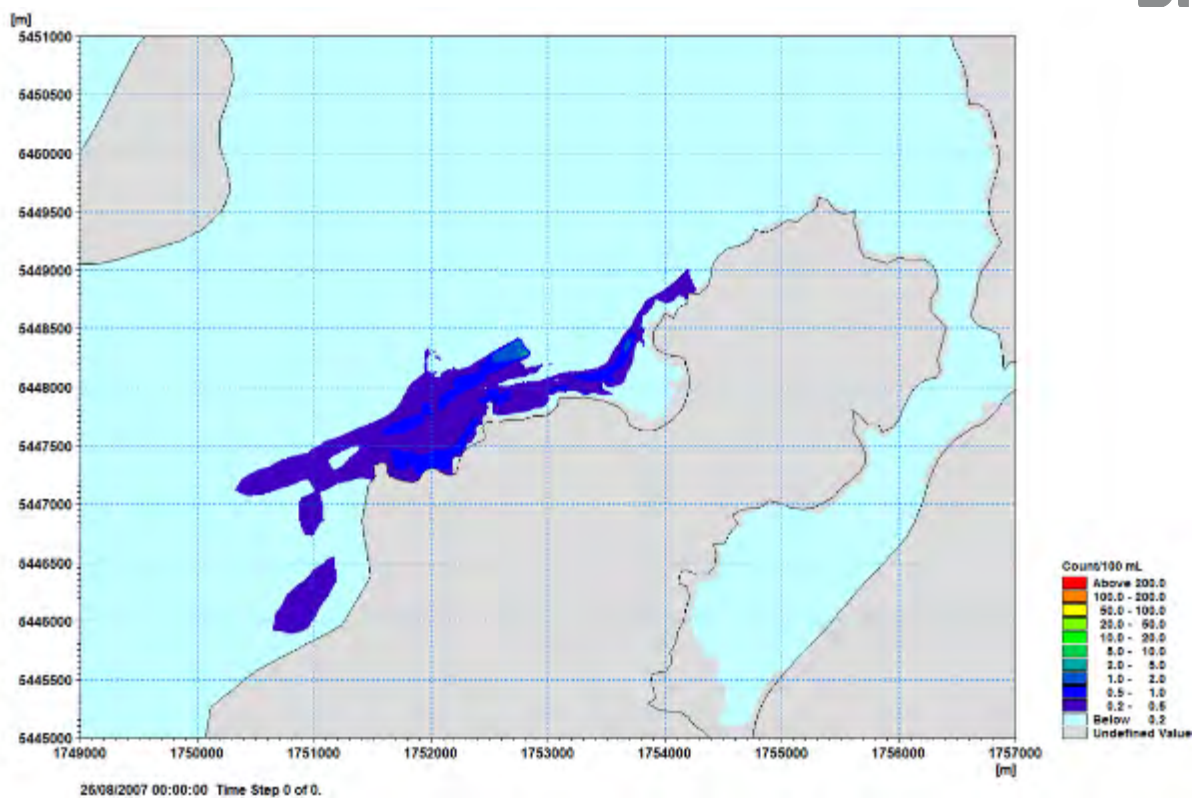 [m]
5451000
5450500
5450000
5449500
5449000
5448500
5448000
5447500
5447000
5446500
5446000
5445500
5445000
1749000 1750000 1751000 1752000 1753000 1754000 1755000 1756000 1757000
[m]
Count/100 mL
Above 200.0
100.0 - 200.0
50.0 - 100.0
20.0 - 50.0
10.0 - 20.0
5.0 - 10.0
2.0 - 5.0
1.0 - 2.0
0.5 - 1.0
0.2 - 0.5
Below 0.2
Undefined Value
26/08/2007 00:00:00 Time Step 0 of 0.